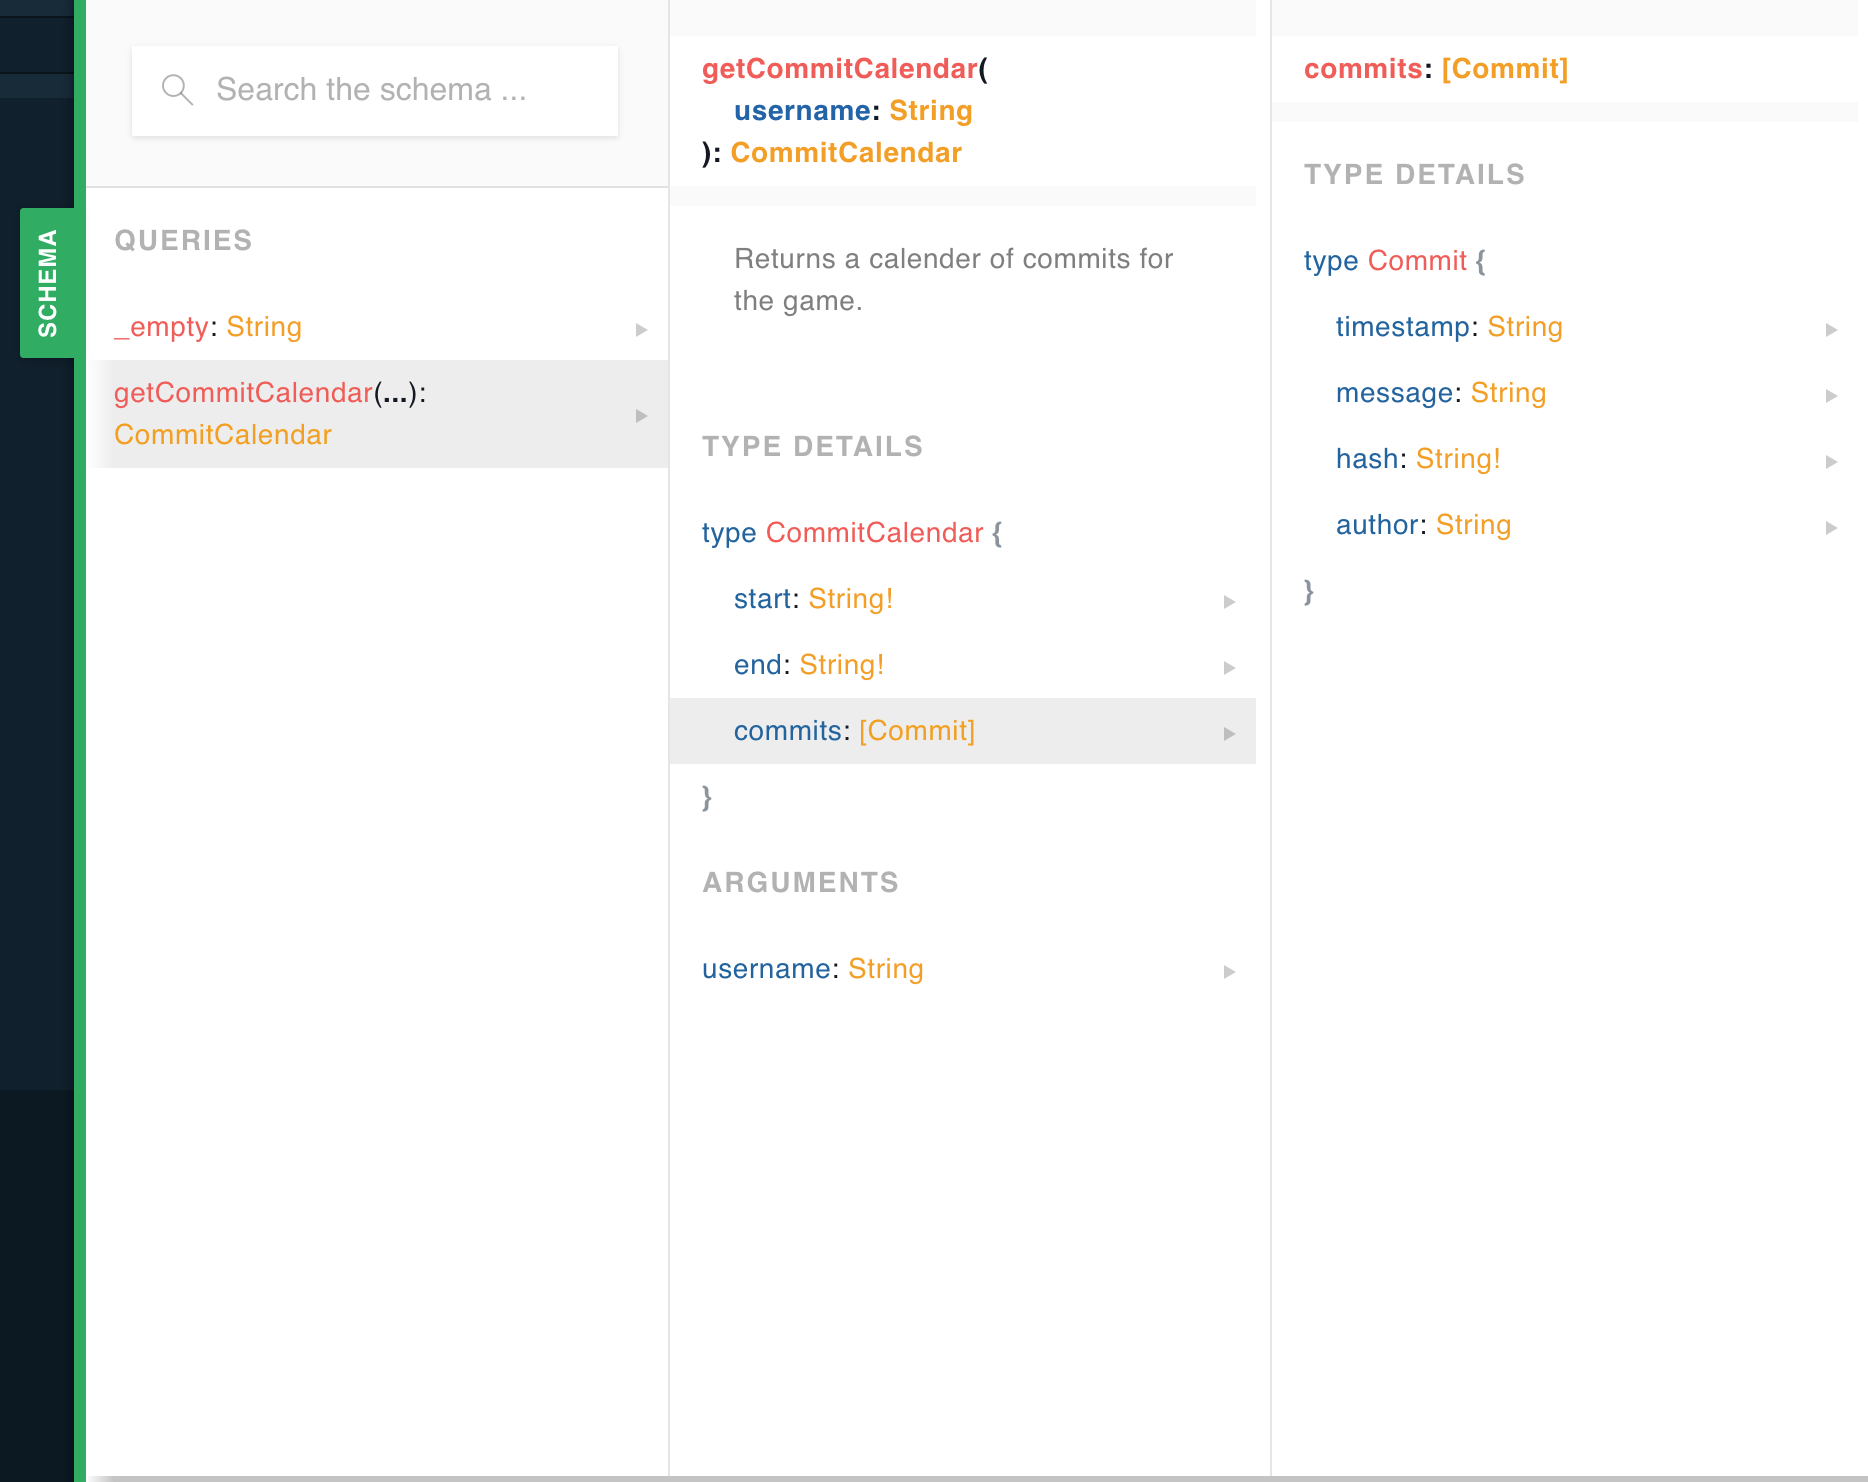 SCHEMA
Search the schema ...
QUERIES
_empty: String
getCommitCalendar(...):
CommitCalendar
getCommitCalendar(
username: String
): CommitCalendar
Returns a calender of commits for
the game.
TYPE DETAILS
type CommitCalendar {
start: String!
end: String!
commits: [Commit]
}
ARGUMENTS
username: String
commits: [Commit]
TYPE DETAILS
type Commit {
timestamp: String
message: String
hash: String!
author: String
}